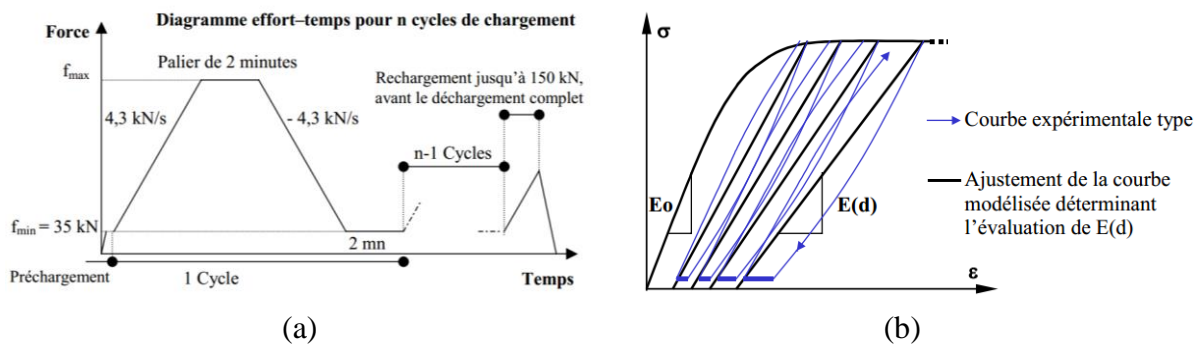 Diagramme effort–temps pour n cycles de chargement
Force
f_max
Palier de 2 minutes
Rechargement jusqu'à 150 kN,
avant le déchargement complet
4,3 kN/s
- 4,3 kN/s
n-1 Cycles
f_min = 35 kN
2 mn
Préchargement
1 Cycle
Temps
(a)
σ
Courbe expérimentale type
Ajustement de la courbe
modélisée déterminant
l'évaluation de E(d)
Eo
E(d)
ε
(b)